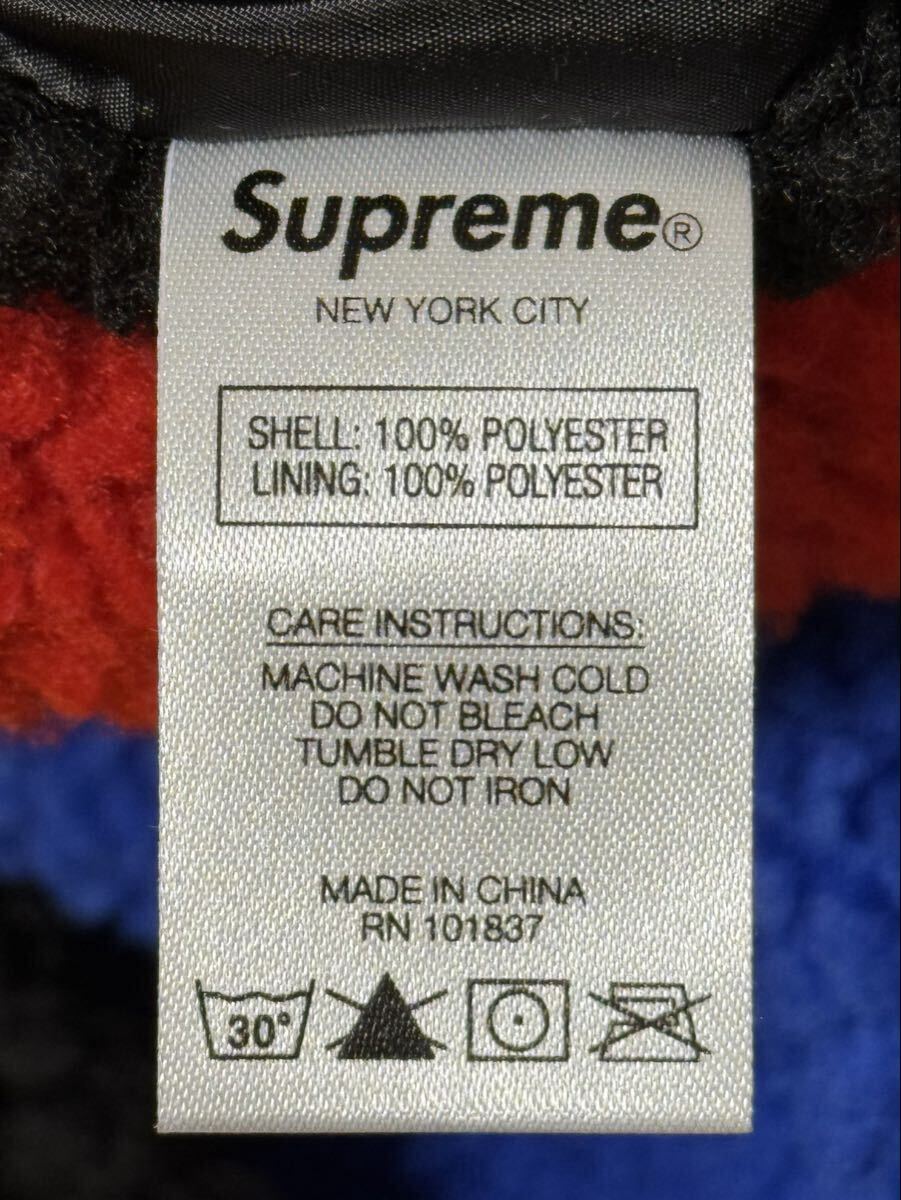 Supreme®
NEW YORK CITY
SHELL: 100% POLYESTER
LINING: 100% POLYESTER
CARE INSTRUCTIONS:
MACHINE WASH COLD
DO NOT BLEACH
TUMBLE DRY LOW
DO NOT IRON
MADE IN CHINA
RN 101837
30°